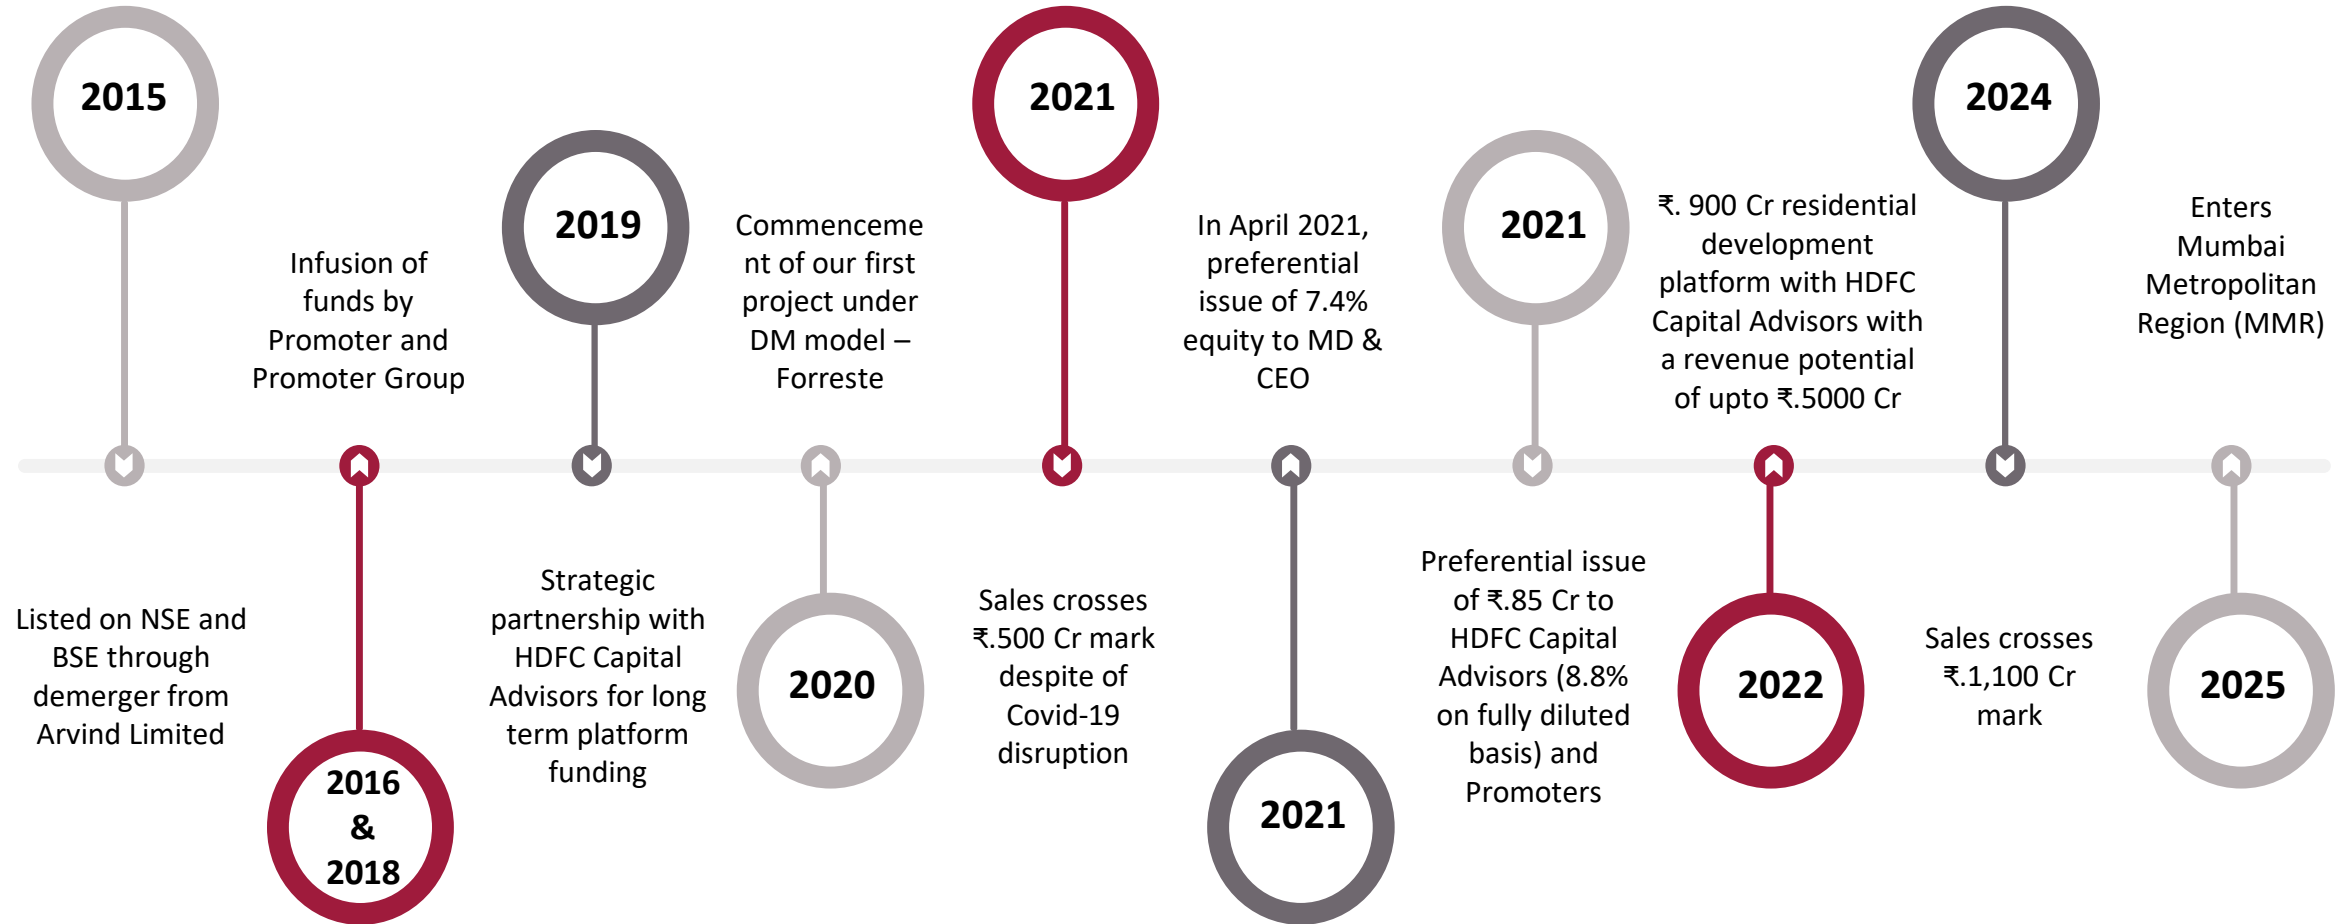 2015
Listed on NSE and
BSE through
demerger from
Arvind Limited
Infusion of
funds by
Promoter and
Promoter Group
2016
&
2018
2019
Strategic
partnership with
HDFC Capital
Advisors for long
term platform
funding
Commenceme
nt of our first
project under
DM model –
Forreste
2020
2021
Sales crosses
₹.500 Cr mark
despite of
Covid-19
disruption
In April 2021,
preferential
issue of 7.4%
equity to MD &
CEO
2021
2021
Preferential issue
of ₹.85 Cr to
HDFC Capital
Advisors (8.8%
on fully diluted
basis) and
Promoters
₹. 900 Cr residential
development
platform with HDFC
Capital Advisors with
a revenue potential
of upto ₹.5000 Cr
2022
2024
Sales crosses
₹.1,100 Cr
mark
Enters
Mumbai
Metropolitan
Region (MMR)
2025